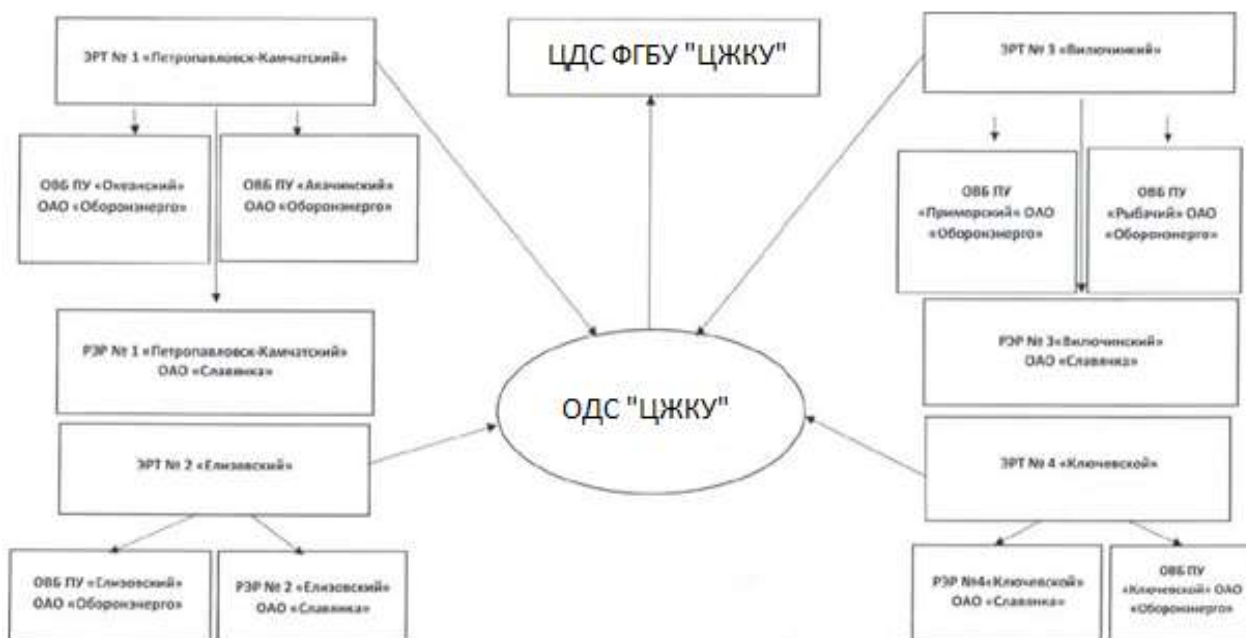 ЭРТ № 1 «Петропавловск-Камчатский»
ЦДС ФГБУ "ЦЖКУ"
ЭРТ № 3 «Вилючинкий»
ОВБ ПУ «Океанский»
ОАО «Оборонэнерго»
ОВБ ПУ «Апачинский»
ОАО «Оборонэнерго»
ОВБ ПУ
«Приморский» ОАО
«Оборонэнерго»
ОВБ ПУ
«Рыбачий» ОАО
«Оборонэнерго»
РЭР № 1 «Петропавловск-Камчатский»
ОАО «Славянка»
РЭР № 3«Вилючинский»
ОАО «Славянка»
ОДС "ЦЖКУ"
ЭРТ № 2 «Елизовский»
ЭРТ № 4 «Ключевской»
ОВБ ПУ «Елизовский»
ОАО «Оборонэнерго»
РЭР № 2 «Елизовский»
ОАО «Славянка»
РЭР №4«Ключевской»
ОАО «Славянка»
ОВБ ПУ
«Ключевской» ОАО
«Оборонэнерго»